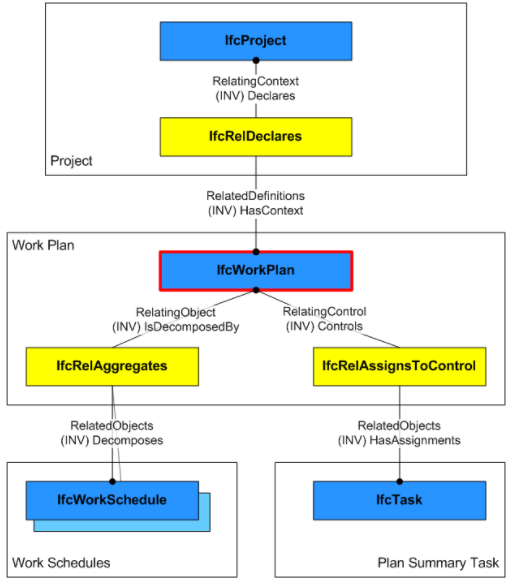 IfcProject
RelatingContext
(INV) Declares
IfcRelDeclares
Project
RelatedDefinitions
(INV) HasContext
Work Plan
IfcWorkPlan
RelatingObject
(INV) IsDecomposedBy
RelatingControl
(INV) Controls
IfcRelAggregates
IfcRelAssignsToControl
RelatedObjects
(INV) Decomposes
RelatedObjects
(INV) HasAssignments
IfcWorkSchedule
IfcTask
Work Schedules
Plan Summary Task